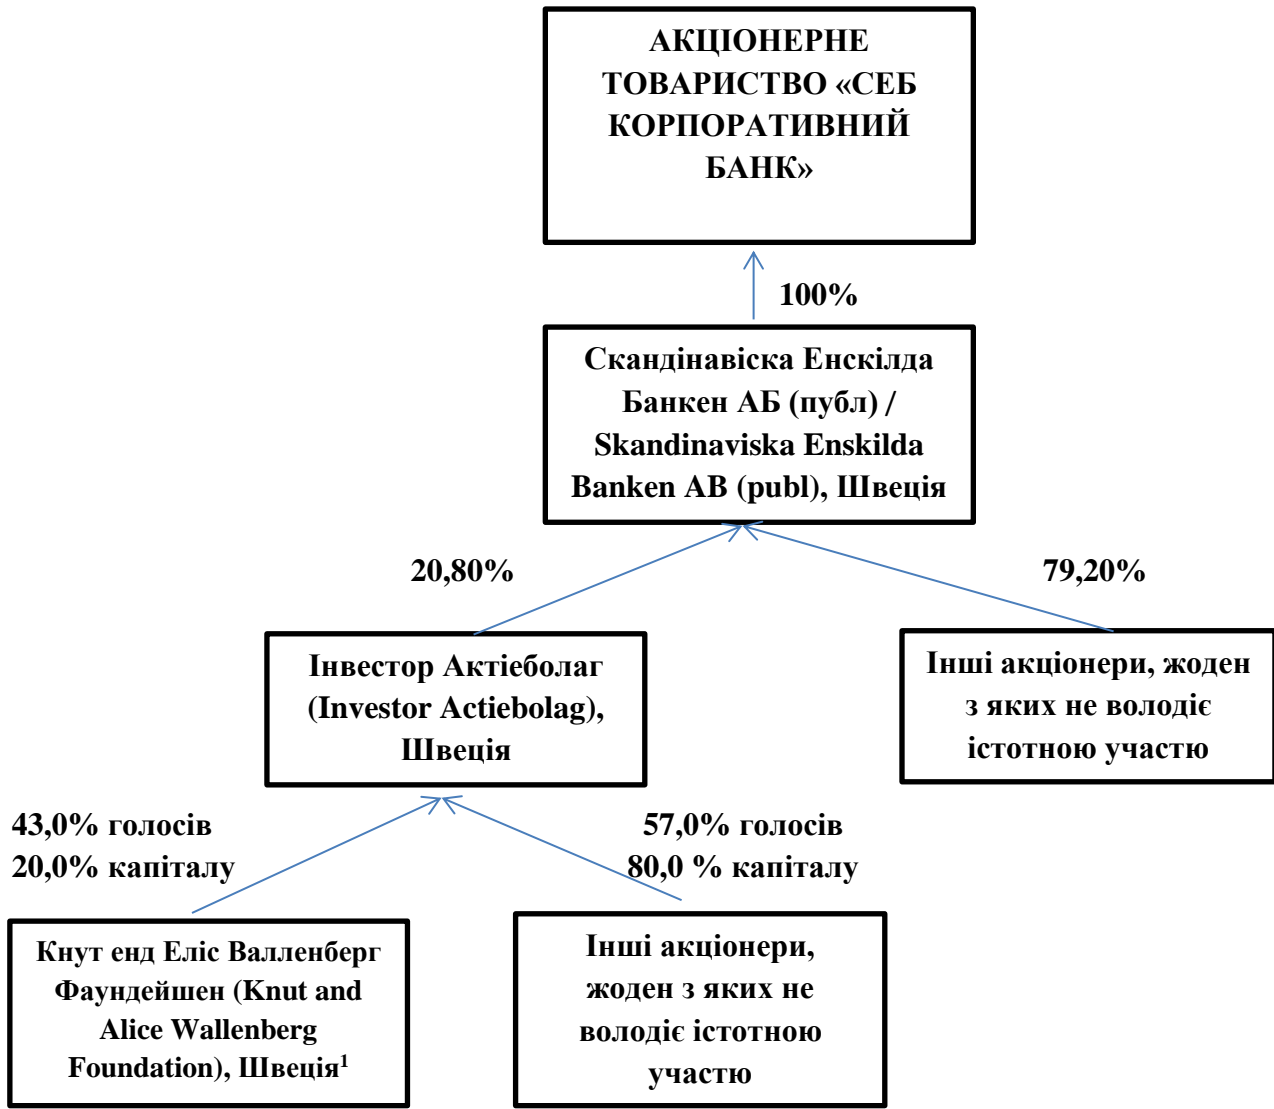 АКЦІОНЕРНЕ
ТОВАРИСТВО «СЕБ
КОРПОРАТИВНИЙ
БАНК»
100%
Скандінавіска Енскілда
Банкен АБ (публ) /
Skandinaviska Enskilda
Banken AB (publ), Швеція
20,80%
79,20%
Інвестор Актіеболаг
(Investor Actiebolag),
Швеція
Інші акціонери, жоден
з яких не володіє
істотною участю
43,0% голосів
20,0% капіталу
57,0% голосів
80,0 % капіталу
Кнут енд Еліс Валленберг
Фаундейшен (Knut and
Alice Wallenberg
Foundation), Швеція¹
Інші акціонери,
жоден з яких не
володіє істотною
участю